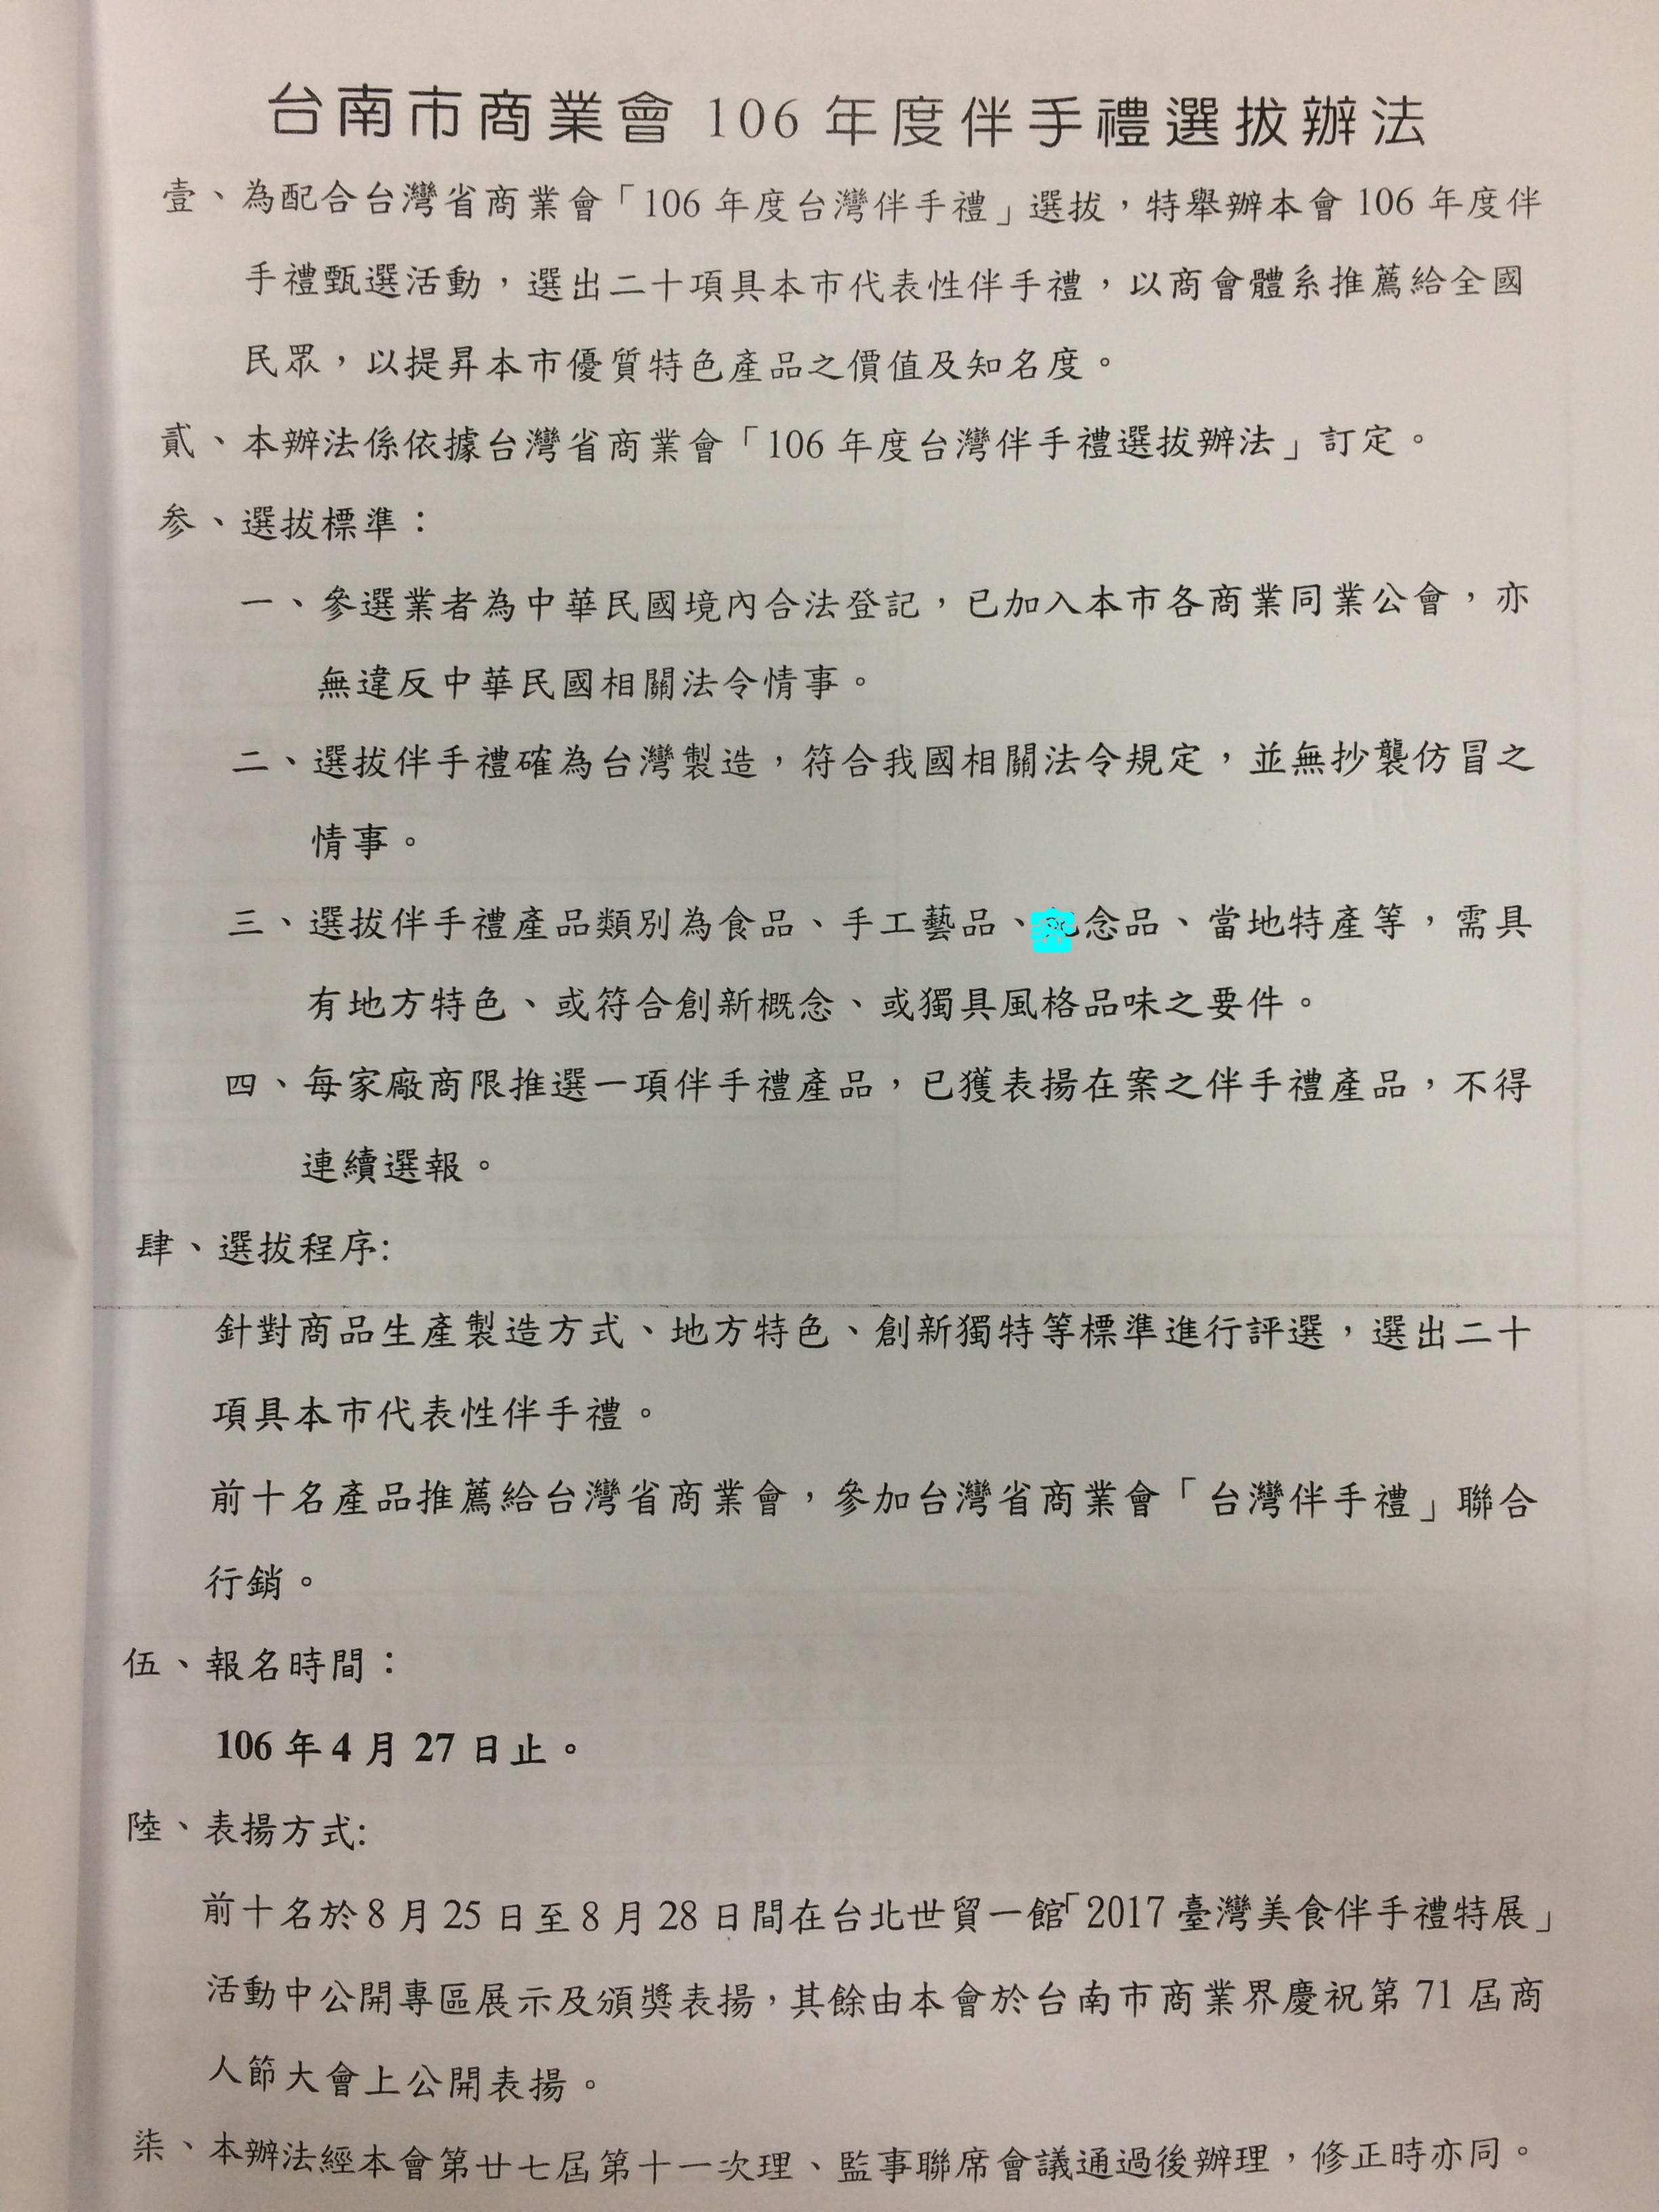 台南市商業會 106 年度伴手禮選拔辦法
壹、為配合台灣省商業會「106 年度台灣伴手禮」選拔，特舉辦本會 106 年度伴
手禮甄選活動，選出二十項具本市代表性伴手禮，以商會體系推薦給全國
民眾，以提昇本市優質特色產品之價值及知名度。
貳、本辦法係依據台灣省商業會「106 年度台灣伴手禮選拔辦法」訂定。
参、選拔標準：
一、參選業者為中華民國境內合法登記，已加入本市各商業同業公會，亦
無違反中華民國相關法令情事。
二、選拔伴手禮確為台灣製造，符合我國相關法令規定，並無抄襲仿冒之
情事。
三、選拔伴手禮產品類別為食品、手工藝品、念品、當地特產等，需具
有地方特色、或符合創新概念、或獨具風格品味之要件。
四、每家廠商限推選一項伴手禮產品，已獲表揚在案之伴手禮產品，不得
連續選報。
肆、選拔程序:
針對商品生產製造方式、地方特色、創新獨特等標準進行評選，選出二十
項具本市代表性伴手禮。
前十名產品推薦給台灣省商業會，參加台灣省商業會「台灣伴手禮」聯合
行銷。
伍、報名時間：
106 年 4 月 27 日止。
陸、表揚方式:
前十名於 8 月 25 日至 8 月 28 日間在台北世貿一館「2017 臺灣美食伴手禮特展」
活動中公開專區展示及頒獎表揚，其餘由本會於台南市商業界慶祝第 71 屆商
人節大會上公開表揚。
柒、本辦法經本會第廿七屆第十一次理、監事聯席會議通過後辦理，修正時亦同。